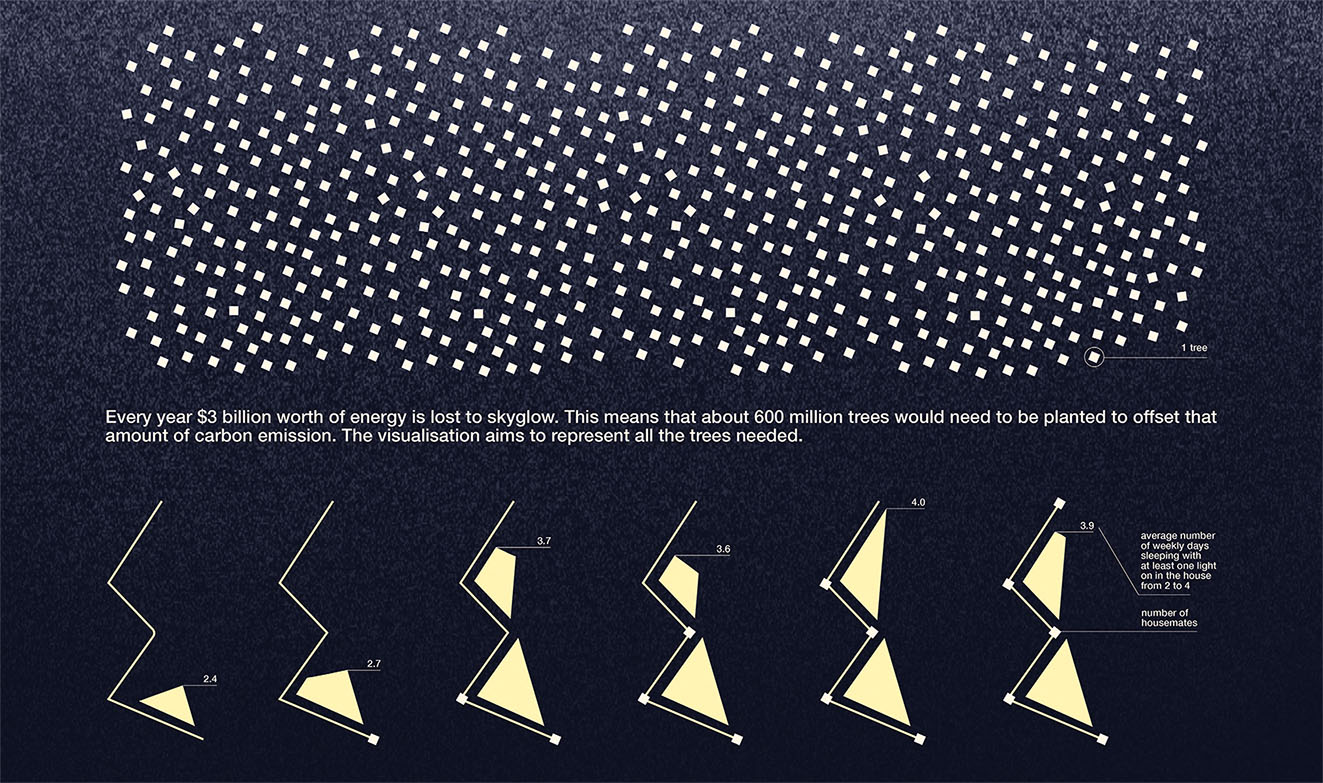 1 tree
Every year $3 billion worth of energy is lost to skyglow. This means that about 600 million trees would need to be planted to offset that
amount of carbon emission. The visualisation aims to represent all the trees needed.
2.4
2.7
3.7
3.6
4.0
3.9
average number
of weekly days
sleeping with
at least one light
on in the house
from 2 to 4
number of
housemates